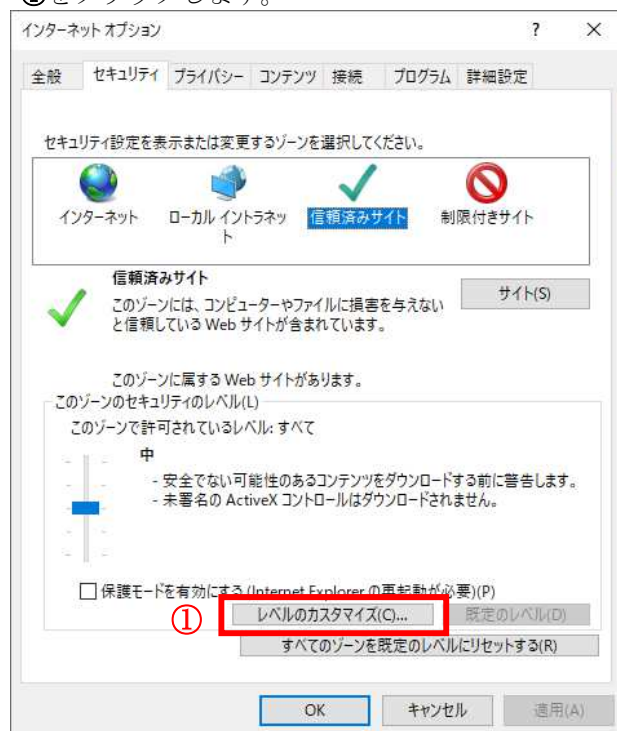 ②をクリックします。
インターネット オプション ? ×
全般 セキュリティ プライバシー コンテンツ 接続 プログラム 詳細設定
セキュリティ設定を表示または変更するゾーンを選択してください。
インターネット ローカル イントラネッ 信頼済みサイト 制限付きサイト
ト
信頼済みサイト
サイト(S)
このゾーンには、コンピューターやファイルに損害を与えない
と信頼している Web サイトが含まれています。
このゾーンに属する Web サイトがあります。
このゾーンのセキュリティのレベル(L)
このゾーンで許可されているレベル: すべて
中
- 安全でない可能性のあるコンテンツをダウンロードする前に警告します。
- 未署名の ActiveX コントロールはダウンロードされません。
保護モードを有効にする (Internet Explorer の再起動が必要)(P)
① レベルのカスタマイズ(C)... 既定のレベル(D)
すべてのゾーンを既定のレベルにリセットする(R)
OK キャンセル 適用(A)